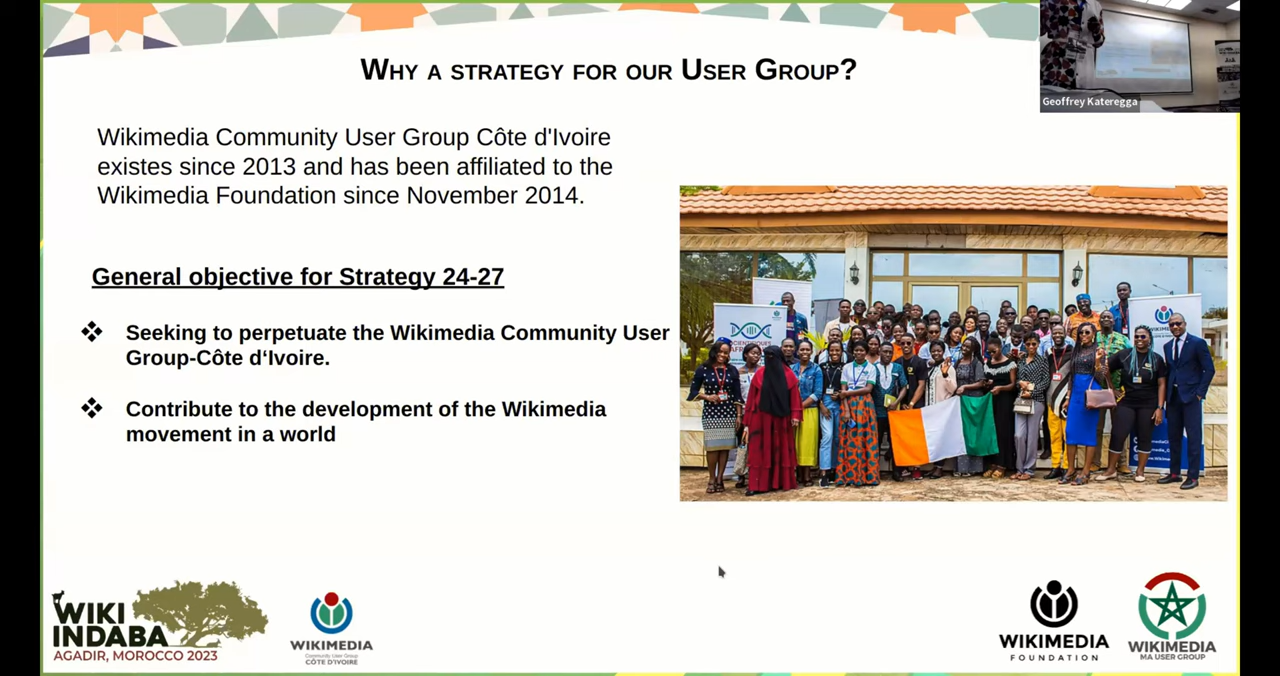 WHY A STRATEGY FOR OUR USER GROUP?
Geoffrey Kateregga
Wikimedia Community User Group Côte d'Ivoire
existes since 2013 and has been affiliated to the
Wikimedia Foundation since November 2014.
General objective for Strategy 24-27
❖ Seeking to perpetuate the Wikimedia Community User
Group-Côte d‘Ivoire.
❖ Contribute to the development of the Wikimedia
movement in a world
WIKI
INDABA
AGADIR, MOROCCO 2023
WIKIMEDIA
Community User Group
CÔTE D'IVOIRE
WIKIMEDIA
FOUNDATION
WIKIMEDIA
MA USER GROUP